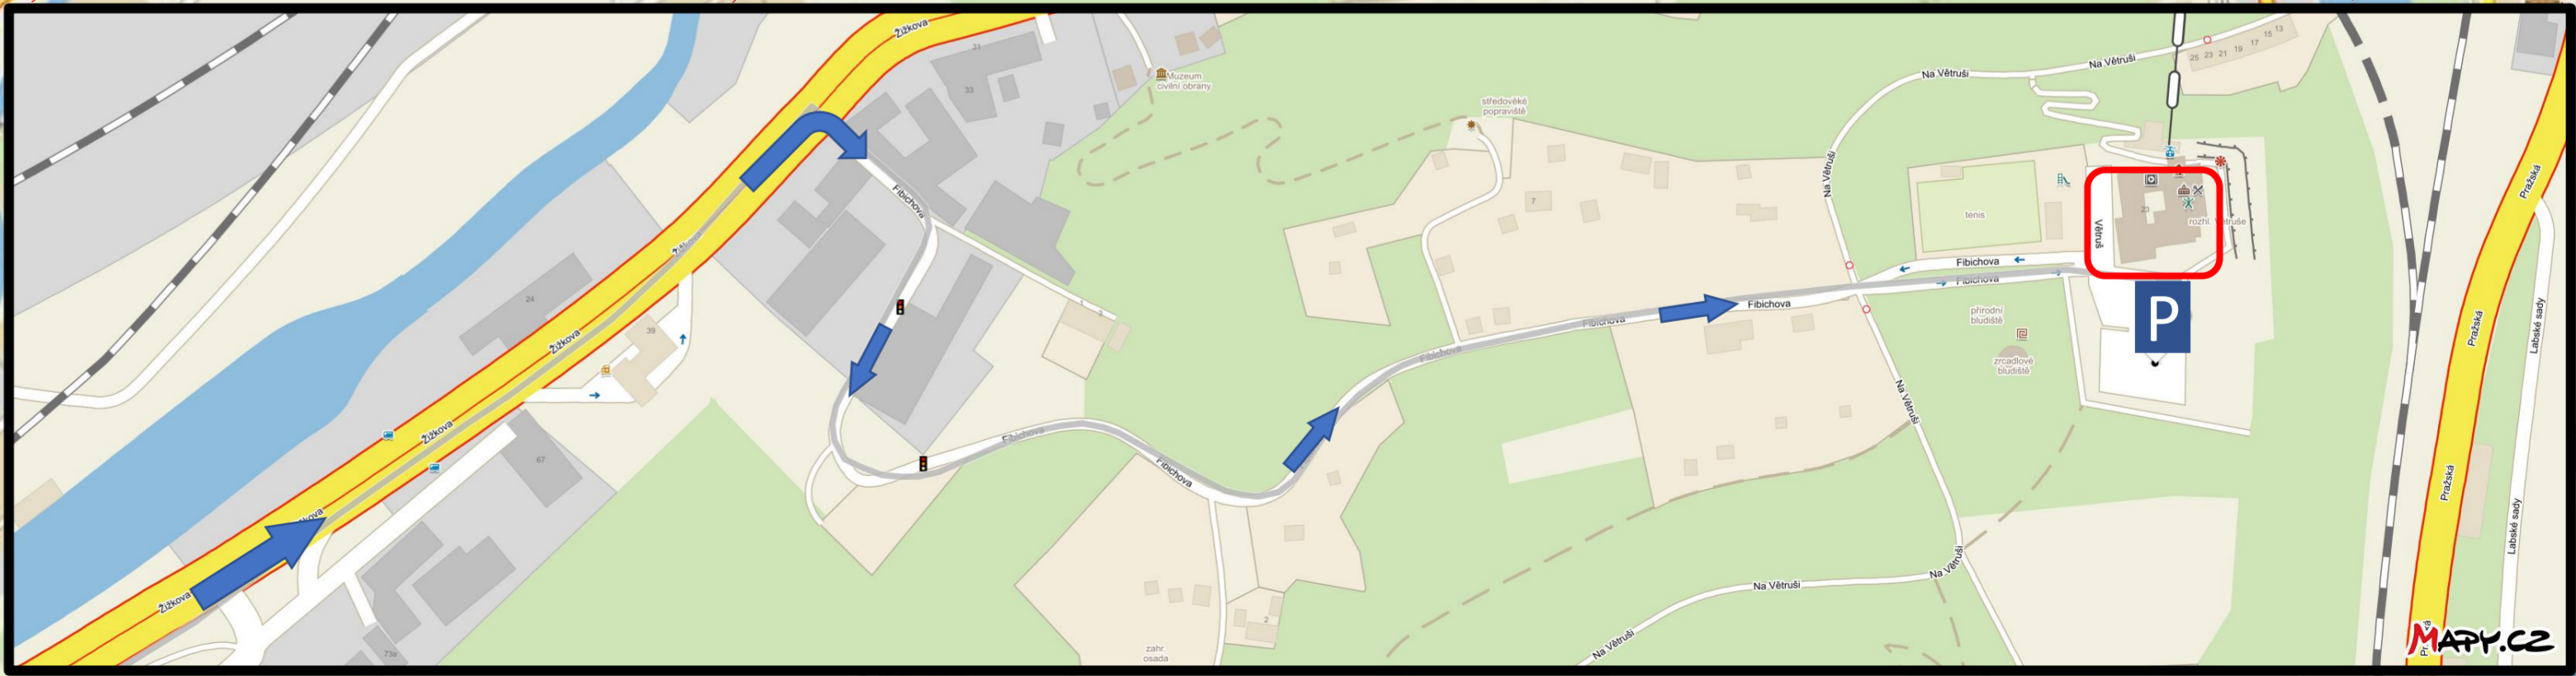 Žižkova
31
33
Muzeum
civilní obrany
Fibichova
Žižkova
24
39
Žižkova
Žižkova
67
Žižkova
73a
1
3
Fibichova
Fibichova
středověké
popraviště
7
Fibichova
Fibichova
Fibichova
zahr.
osada
2
Na Větruši
Na Větruši
25 23 21 19 17 15 13
Na Větruši
tenis
Větruš
23
rozhl. Větruše
Fibichova
Fibichova
P
přírodní
bludiště
zrcadlové
bludiště
Na Větruši
Na Větruši
Na Větruši
Na Větruši
Pražská
Pražská
Pražská
Labské sady
Labské sady
MAPY.CZ